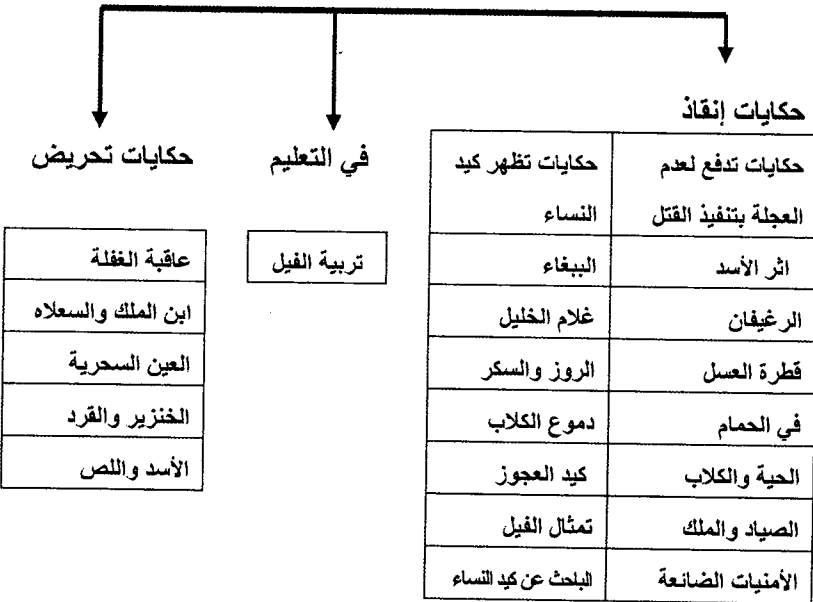 حكايات إنقاذ
حكايات تدفع لعدم العجلة بتنفيذ القتل
حكايات تظهر كيد النساء
اثر الأسد
الببغاء
الرغيفان
غلام الخليل
قطرة العسل
الروز والسكر
في الحمام
دموع الكلاب
الحية والكلاب
كيد العجوز
الصياد والملك
تمثال الفيل
الأمنيات الضائعة
الباحث عن كيد النساء
في التعليم
تربية الفيل
حكايات تحريض
عاقبة الغفلة
ابن الملك والسعلاه
العين السحرية
الخنزير والقرد
الأسد واللص